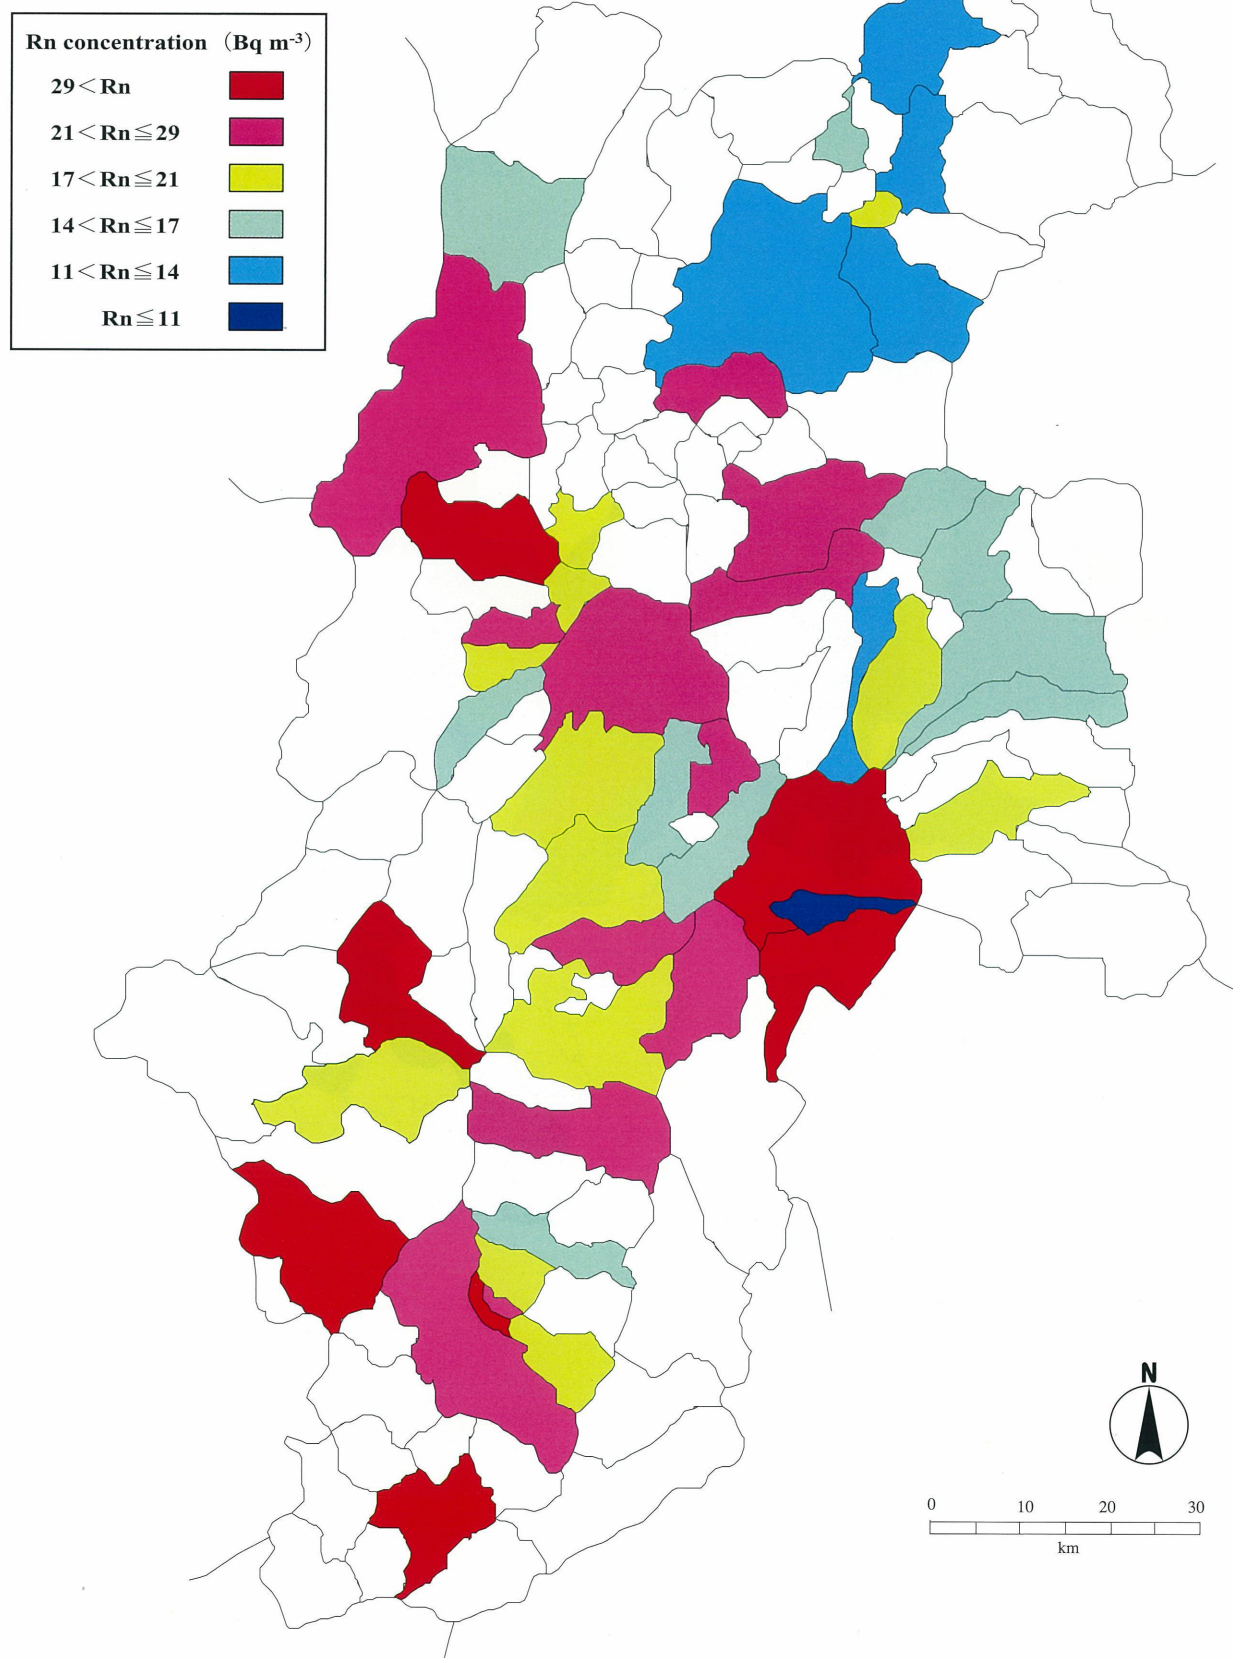 Rn concentration (Bq m-3)
29<Rn
21<Rn≦29
17<Rn≦21
14<Rn≦17
11<Rn≦14
Rn≦11
N
0 10 20 30
km